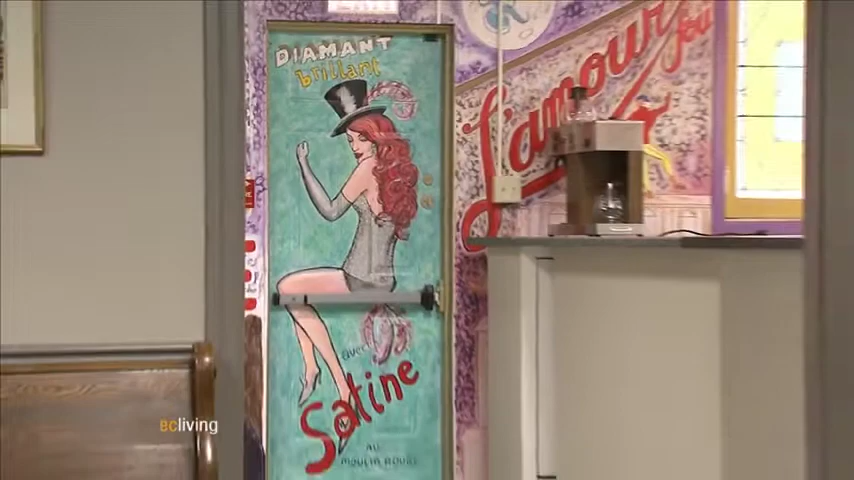 DIAMANT
brillant
L'amour
fou
avec
Satine
AU
MOULIN ROUGE
BCliving